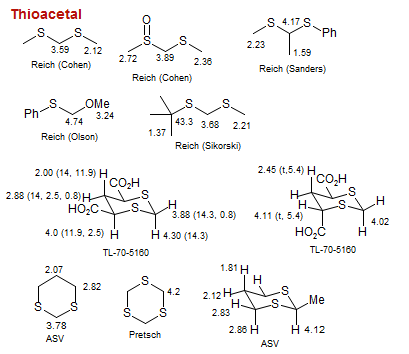 Thioacetal
S S
3.59 2.12
Reich (Cohen)
O
S S
2.72 3.89 2.36
Reich (Cohen)
S 4.17 S Ph
2.23
1.59
Reich (Sanders)
Ph S OMe
4.74 3.24
Reich (Olson)
S S
1.37 43.3 3.68 2.21
Reich (Sikorski)
2.00 (14, 11.9) H CO₂H
2.88 (14, 2.5, 0.8) H S
HO₂C S H 3.88 (14.3, 0.8)
4.0 (11.9, 2.5) H H 4.30 (14.3)
TL-70-5160
2.45 (t,5.4) H CO₂H
H S
S H
4.11 (t, 5.4) H 4.02
HO₂C H
TL-70-5160
2.07
2.82
S S
3.78
ASV
S
4.2
S S
Pretsch
1.81 H
H
2.12 H S
H S Me
2.83
2.86 H H 4.12
ASV